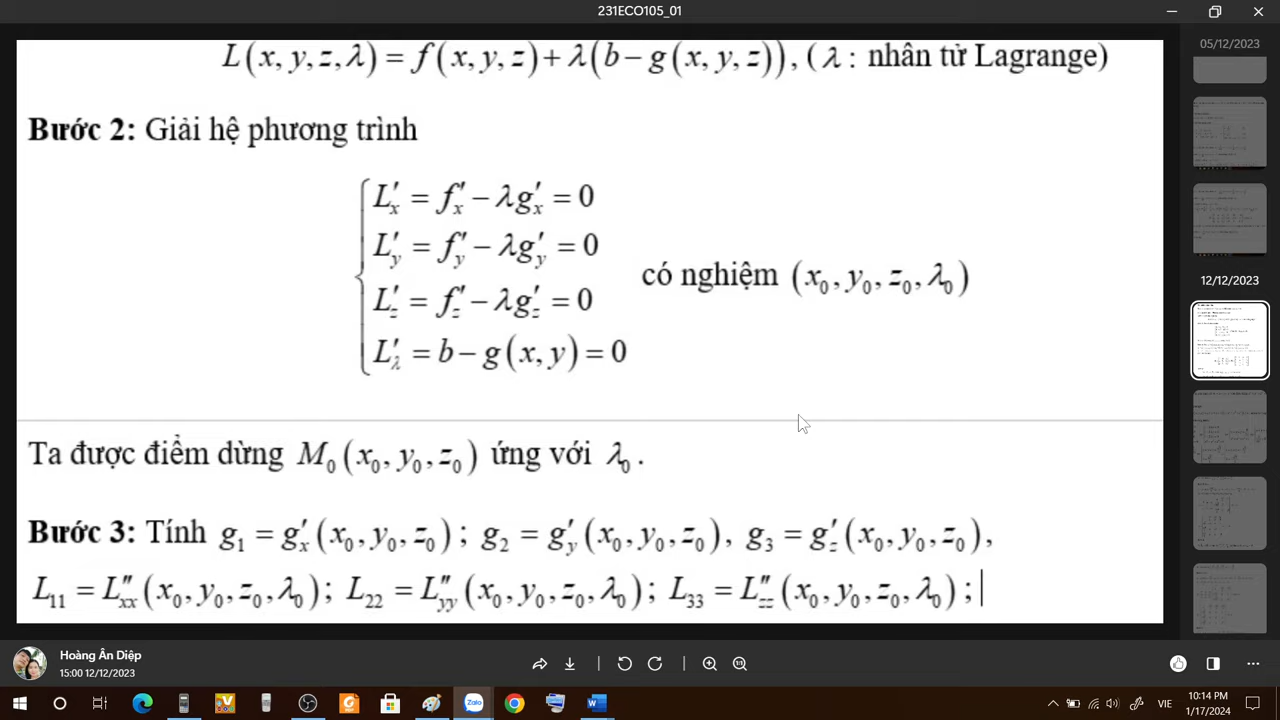 231ECO105_01
05/12/2023
L(x, y, z, λ) = f(x, y, z) + λ(b − g(x, y, z)), (λ : nhân tử Lagrange)
Bước 2: Giải hệ phương trình
L′x = f′x − λg′x = 0
L′y = f′y − λg′y = 0
L′z = f′z − λg′z = 0
L′λ = b − g(x, y) = 0
có nghiệm (x₀, y₀, z₀, λ₀)
12/12/2023
Ta được điểm dừng M₀(x₀, y₀, z₀) ứng với λ₀.
Bước 3: Tính g₁ = g′x(x₀, y₀, z₀); g₂ = g′y(x₀, y₀, z₀), g₃ = g′z(x₀, y₀, z₀),
L₁₁ = L″xx(x₀, y₀, z₀, λ₀); L₂₂ = L″yy(x₀, y₀, z₀, λ₀); L₃₃ = L″zz(x₀, y₀, z₀, λ₀);
Hoàng Ân Diệp
15:00 12/12/2023
1:1
Zalo
VIE
10:14 PM
1/17/2024